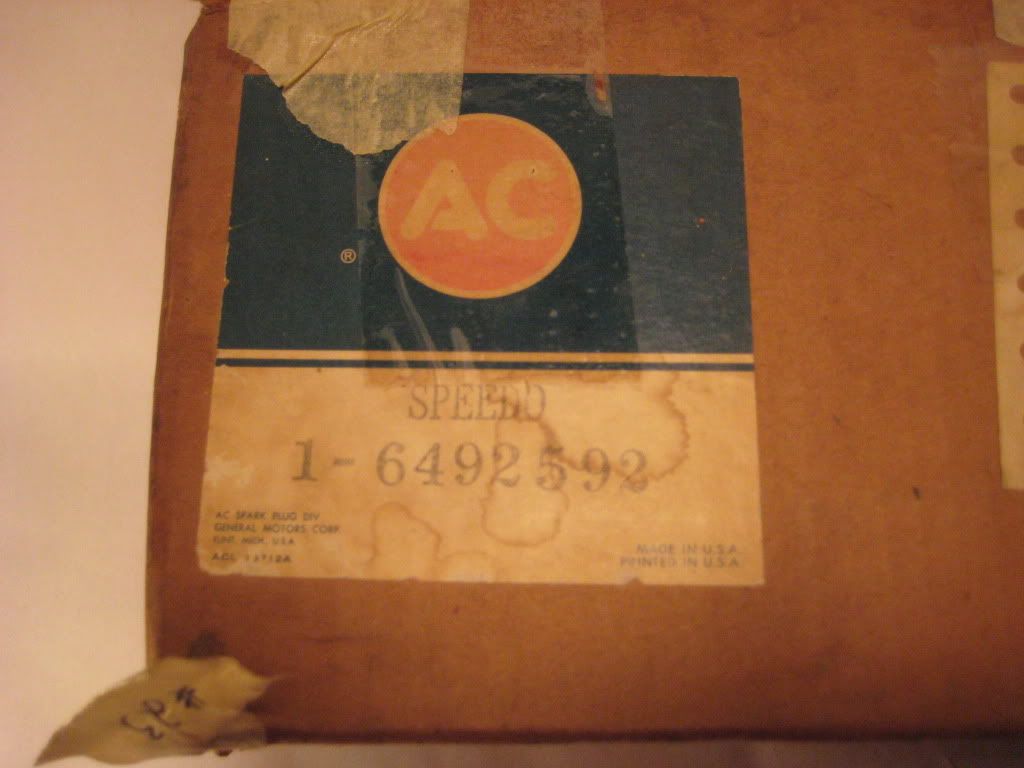 AC
®
SPEEDO
1-6492592
AC SPARK PLUG DIV
GENERAL MOTORS CORP.
FLINT, MICH., U.S.A.
MADE IN U.S.A.
PRINTED IN U.S.A.